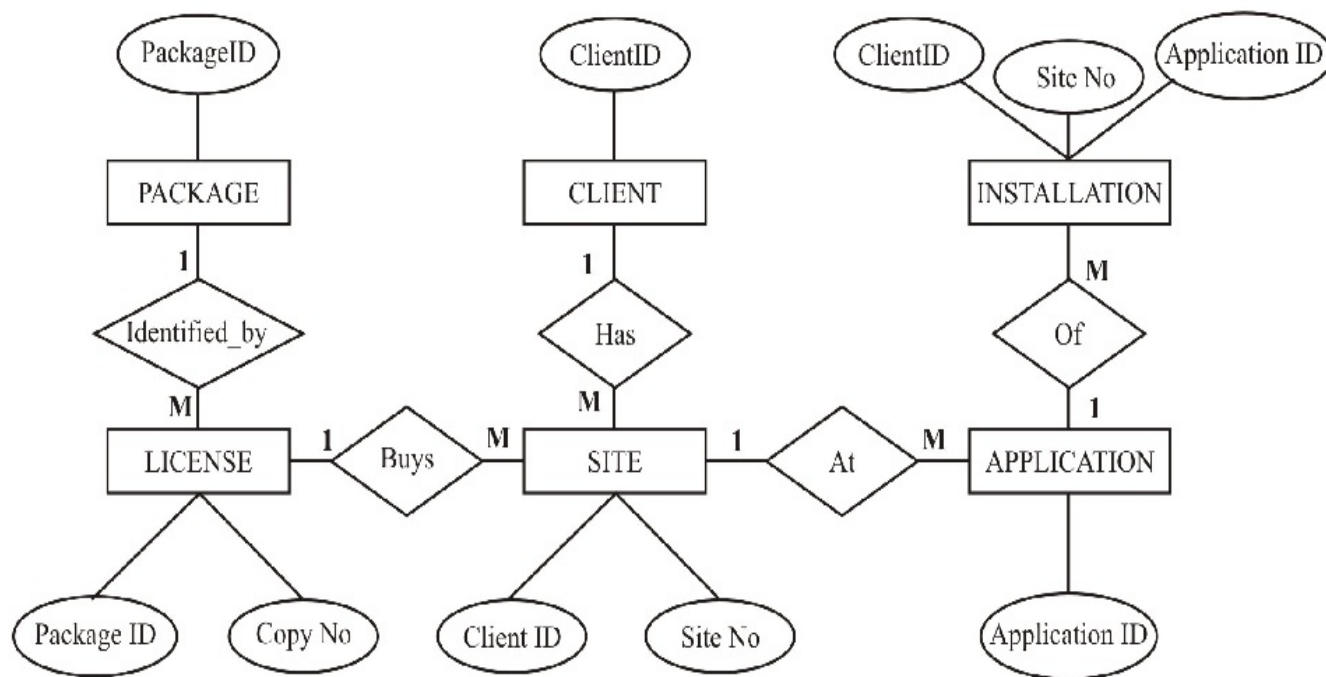 PackageID
ClientID
ClientID
Site No
Application ID
PACKAGE
CLIENT
INSTALLATION
1
1
M
Identified_by
Has
Of
M
M
1
LICENSE
1
Buys
M
SITE
1
At
M
APPLICATION
Package ID
Copy No
Client ID
Site No
Application ID